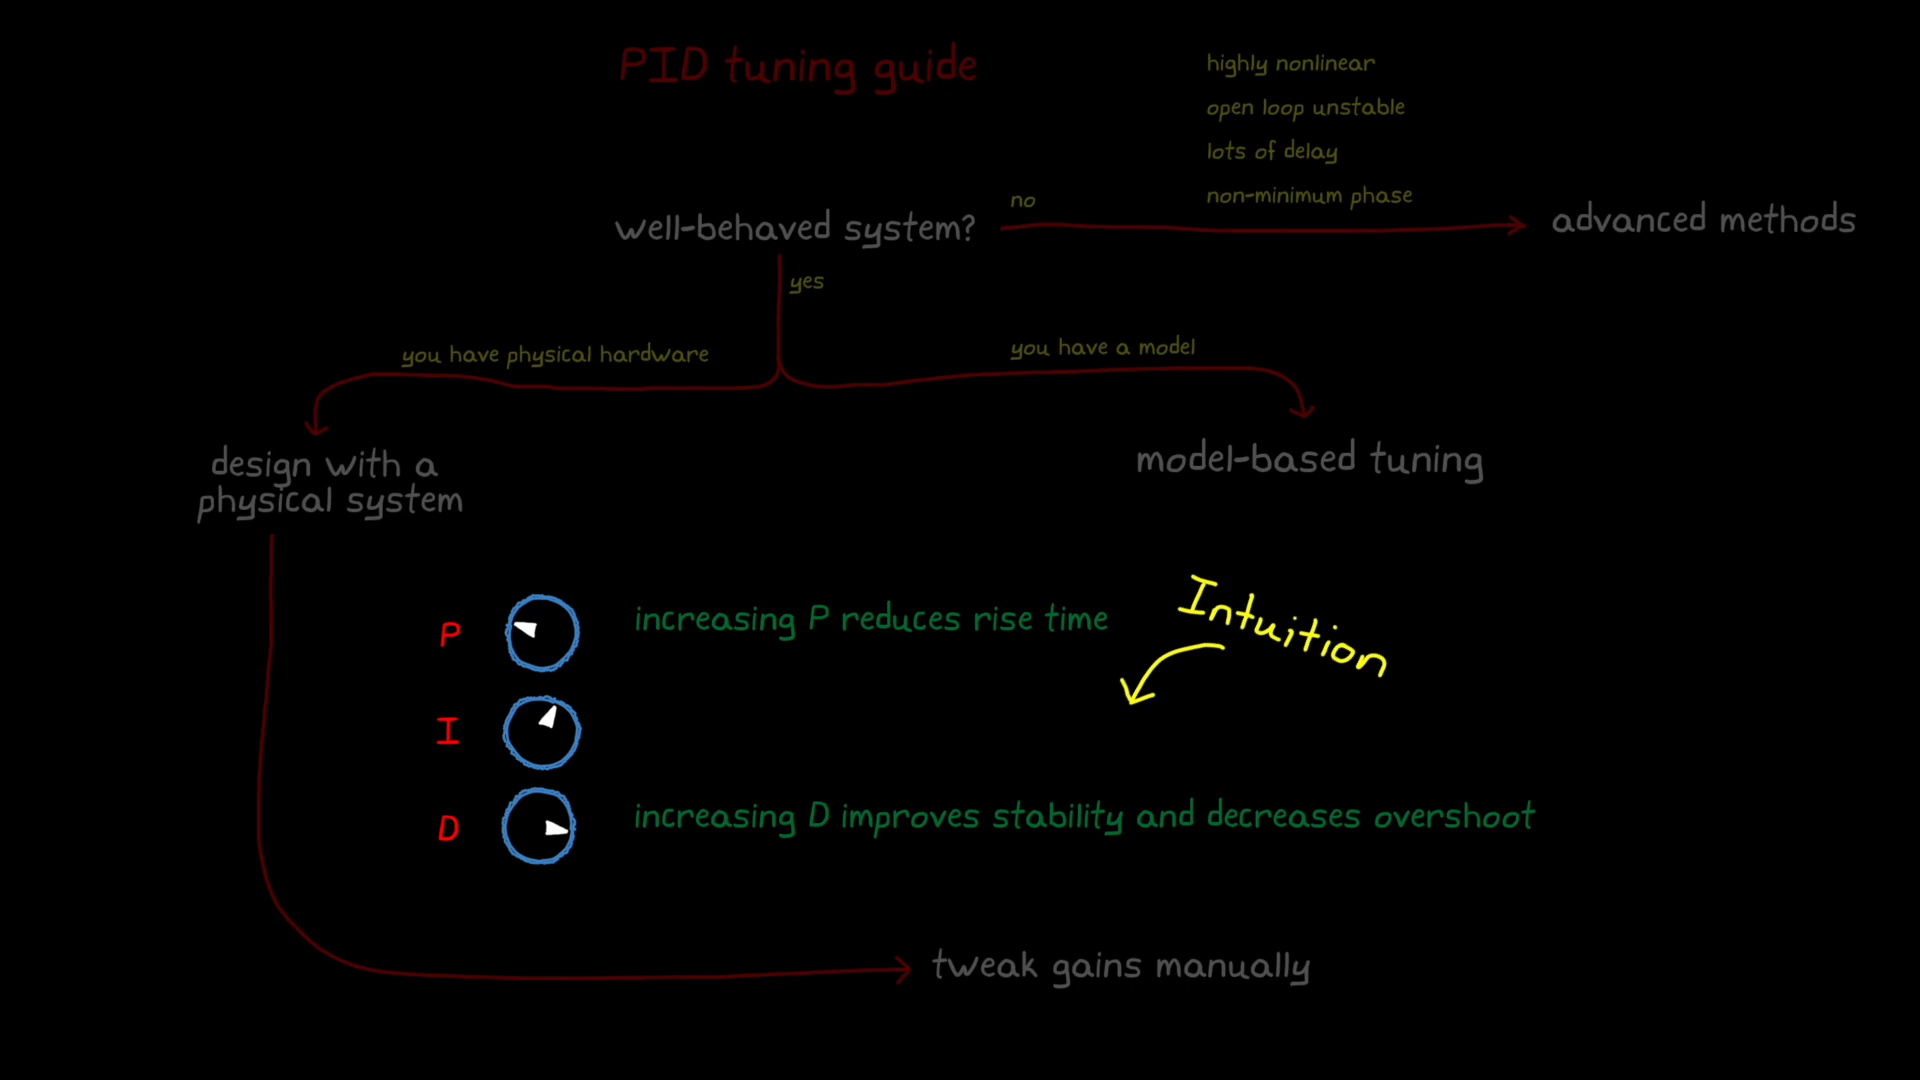 PID tuning guide
highly nonlinear
open loop unstable
lots of delay
non-minimum phase
no
well-behaved system?
advanced methods
yes
you have physical hardware
you have a model
design with a
physical system
model-based tuning
Intuition
P
increasing P reduces rise time
I
D
increasing D improves stability and decreases overshoot
tweak gains manually